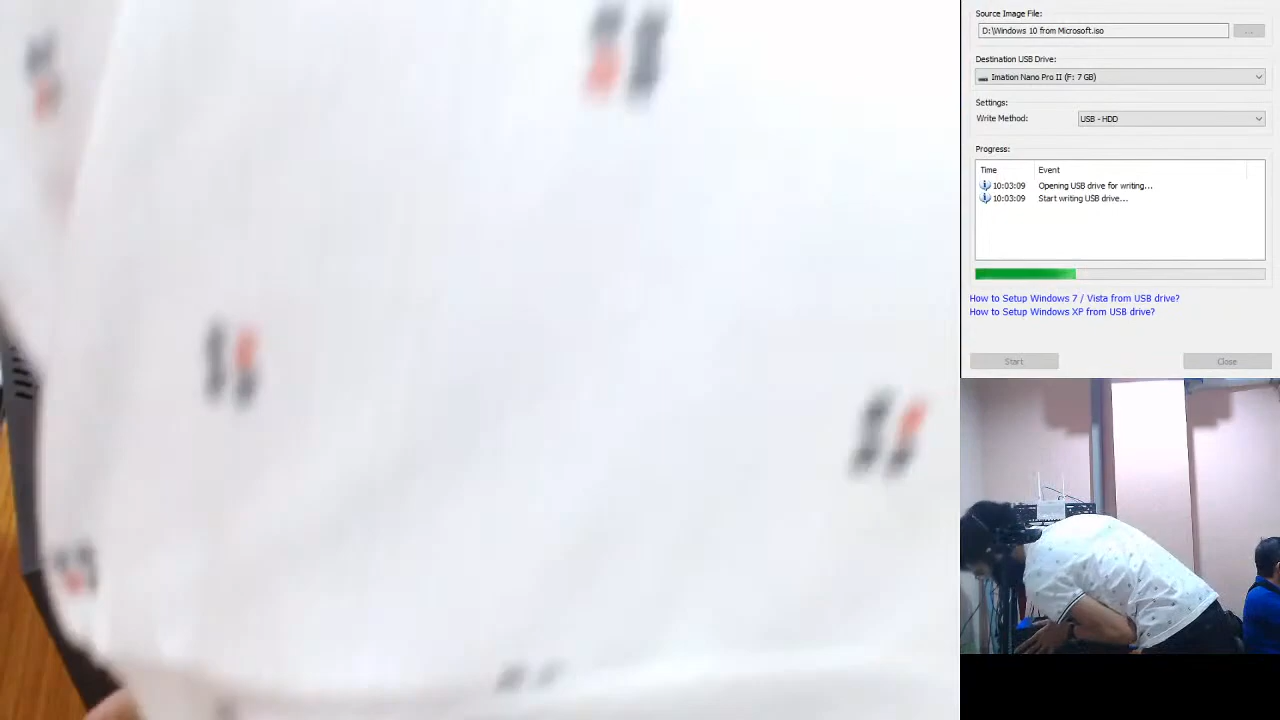 Source Image File:
D:\Windows 10 from Microsoft.iso
...
Destination USB Drive:
Imation Nano Pro II (F: 7 GB)
Settings:
Write Method:
USB - HDD
Progress:
Time Event
10:03:09 Opening USB drive for writing...
10:03:09 Start writing USB drive...
How to Setup Windows 7 / Vista from USB drive?
How to Setup Windows XP from USB drive?
Start Close